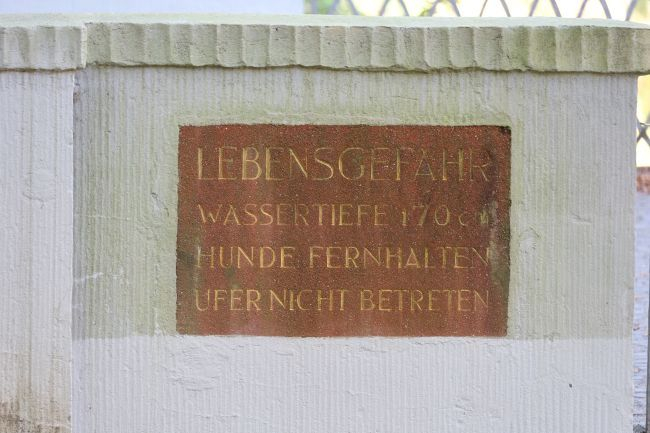 LEBENSGEFAHR
WASSERTIEFE 170 cm
HUNDE FERNHALTEN
UFER NICHT BETRETEN